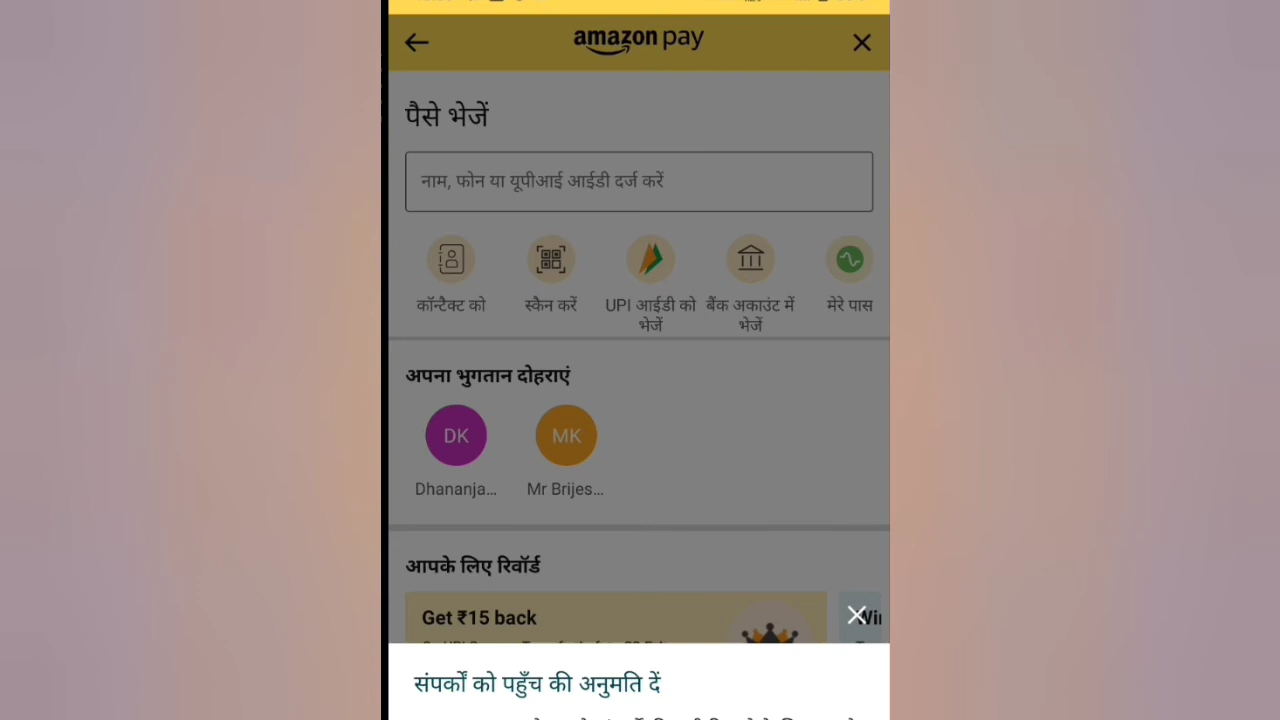 amazon pay
पैसे भेजें
नाम, फोन या यूपीआई आईडी दर्ज करें
कॉन्टैक्ट को
स्कैन करें
UPI आईडी को भेजें
बैंक अकाउंट में भेजें
मेरे पास
अपना भुगतान दोहराएं
DK
MK
Dhananja...
Mr Brijes...
आपके लिए रिवॉर्ड
Get ₹15 back
संपर्कों को पहुँच की अनुमति दें